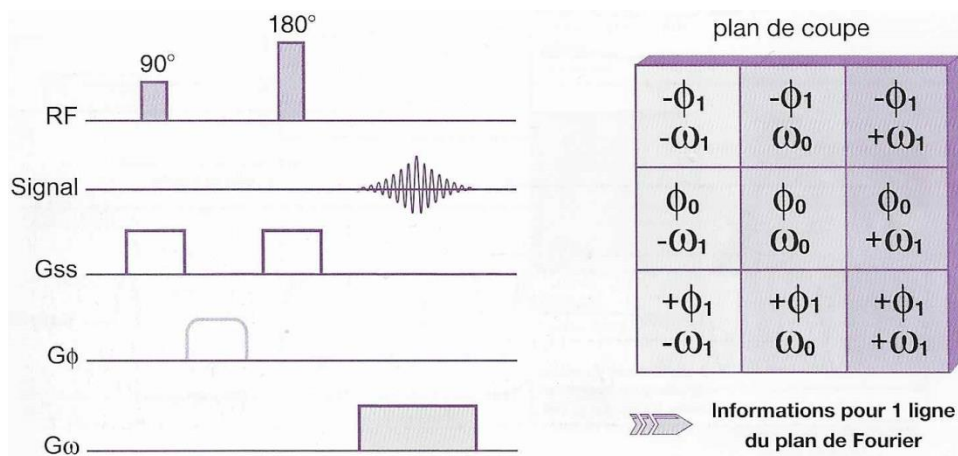 90°
180°
RF
Signal
Gss
Gϕ
Gω
plan de coupe
-ϕ1 -ϕ1 -ϕ1
-ω1 ω0 +ω1
ϕ0 ϕ0 ϕ0
-ω1 ω0 +ω1
+ϕ1 +ϕ1 +ϕ1
-ω1 ω0 +ω1
Informations pour 1 ligne
du plan de Fourier